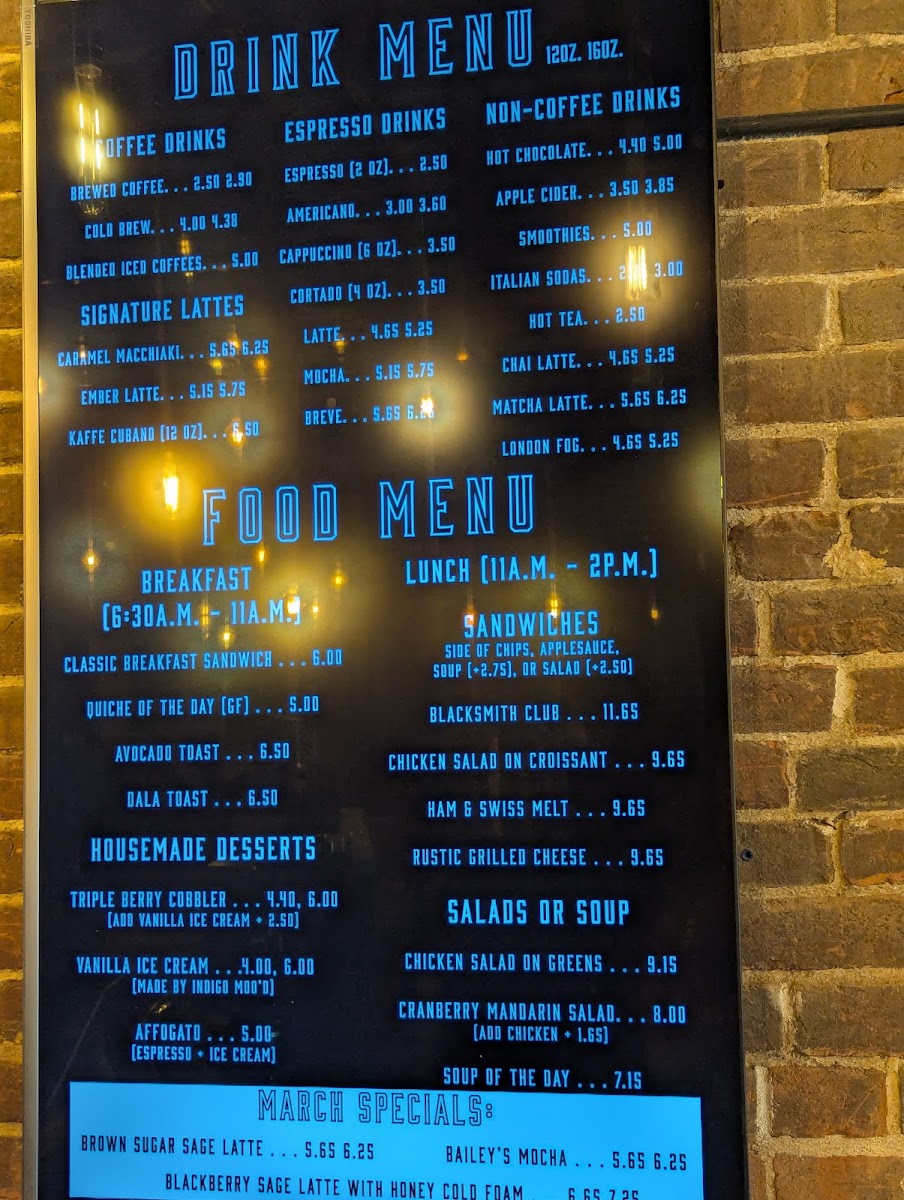 TOSHIBA
DRINK MENU 12OZ. 16OZ.
COFFEE DRINKS
BREWED COFFEE. . . 2.50 2.90
COLD BREW. . . 4.00 4.38
BLENDED ICED COFFEES. . . 5.00
SIGNATURE LATTES
CARAMEL MACCHIAKI. . . 5.65 6.25
EMBER LATTE. . . 5.15 5.75
KAFFE CUBANO (12 OZ). . . 6.50
ESPRESSO DRINKS
ESPRESSO (2 OZ). . . 2.50
AMERICANO. . . 3.00 3.60
CAPPUCCINO (6 OZ). . . 3.50
CORTADO (4 OZ). . . 3.50
LATTE. . . 4.65 5.25
MOCHA. . . 5.15 5.75
BREVE. . . 5.65
NON-COFFEE DRINKS
HOT CHOCOLATE. . . 4.40 5.00
APPLE CIDER. . . 3.50 3.85
SMOOTHIES. . . 5.00
ITALIAN SODAS. . . 3.00
HOT TEA. . . 2.50
CHAI LATTE. . . 4.65 5.25
MATCHA LATTE. . . 5.65 6.25
LONDON FOG. . . 4.65 5.25
FOOD MENU
BREAKFAST
(6:30A.M. - 11A.M.)
CLASSIC BREAKFAST SANDWICH . . . 6.00
QUICHE OF THE DAY (GF) . . . 5.00
AVOCADO TOAST . . . 6.50
DALA TOAST . . . 6.50
HOUSEMADE DESSERTS
TRIPLE BERRY COBBLER . . . 4.40, 6.00
(ADD VANILLA ICE CREAM + 2.50)
VANILLA ICE CREAM . . .4.00, 6.00
(MADE BY INDIGO MOO'D)
AFFOGATO . . . 5.00
(ESPRESSO + ICE CREAM)
LUNCH (11A.M. - 2P.M.)
SANDWICHES
SIDE OF CHIPS, APPLESAUCE,
SOUP (+2.75), OR SALAD (+2.50)
BLACKSMITH CLUB . . . 11.65
CHICKEN SALAD ON CROISSANT . . . 9.65
HAM & SWISS MELT . . . 9.65
RUSTIC GRILLED CHEESE . . . 9.65
SALADS OR SOUP
CHICKEN SALAD ON GREENS . . . 9.15
CRANBERRY MANDARIN SALAD. . . 8.00
(ADD CHICKEN + 1.65)
SOUP OF THE DAY . . . 7.15
MARCH SPECIALS:
BROWN SUGAR SAGE LATTE . . . 5.65 6.25
BAILEY'S MOCHA . . . 5.65 6.25
BLACKBERRY SAGE LATTE WITH HONEY COLD FOAM . . . 6.65 7.25